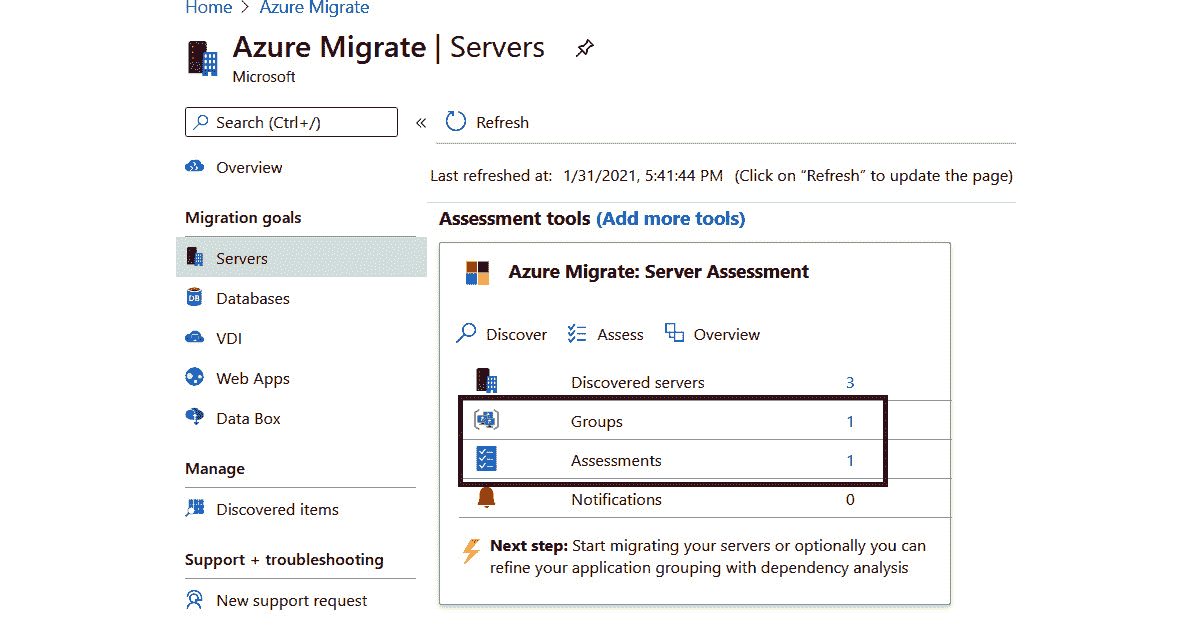 Home > Azure Migrate
Azure Migrate | Servers
Microsoft
Search (Ctrl+/)
«
Refresh
Overview
Last refreshed at: 1/31/2021, 5:41:44 PM (Click on “Refresh” to update the page)
Migration goals
Servers
DB
Databases
VDI
Web Apps
Data Box
Manage
Discovered items
Support + troubleshooting
New support request
Assessment tools (Add more tools)
Azure Migrate: Server Assessment
Discover Assess Overview
Discovered servers 3
Groups 1
Assessments 1
Notifications 0
Next step: Start migrating your servers or optionally you can
refine your application grouping with dependency analysis